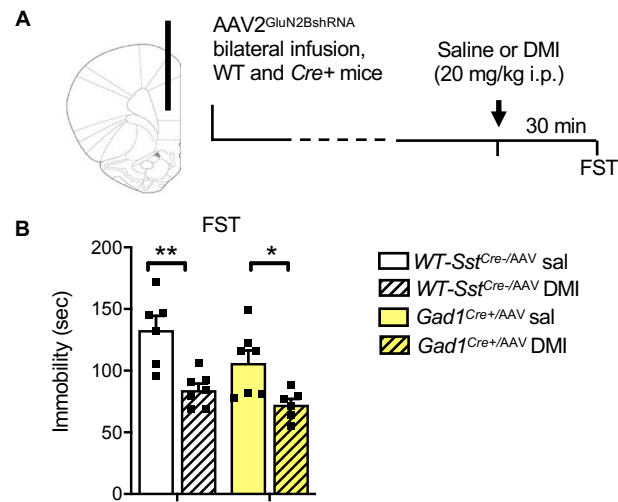 A
AAV2GluN2BshRNA
bilateral infusion,
WT and Cre+ mice
Saline or DMI
(20 mg/kg i.p.)
30 min
FST
B
FST
**
*
200
150
100
50
0
Immobility (sec)
WT-SstCre-/AAV sal
WT-SstCre-/AAV DMI
Gad1Cre+/AAV sal
Gad1Cre+/AAV DMI